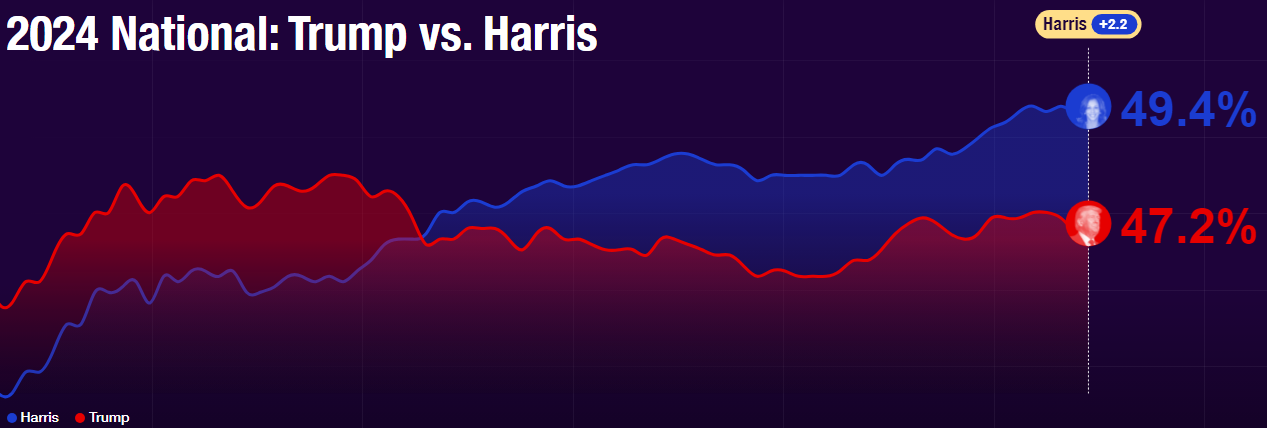 2024 National: Trump vs. Harris
Harris +2.2
49.4%
47.2%
Harris Trump